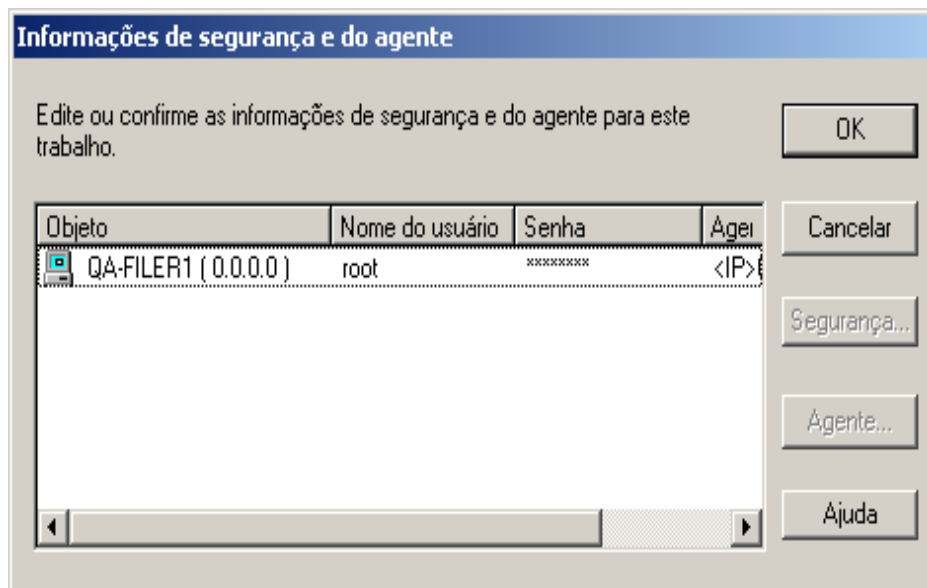 Informações de segurança e do agente
Edite ou confirme as informações de segurança e do agente para este
trabalho.
OK
Objeto Nome do usuário Senha Agei
QA-FILER1 ( 0.0.0.0 ) root ******** <IP>
Cancelar
Segurança...
Agente...
Ajuda